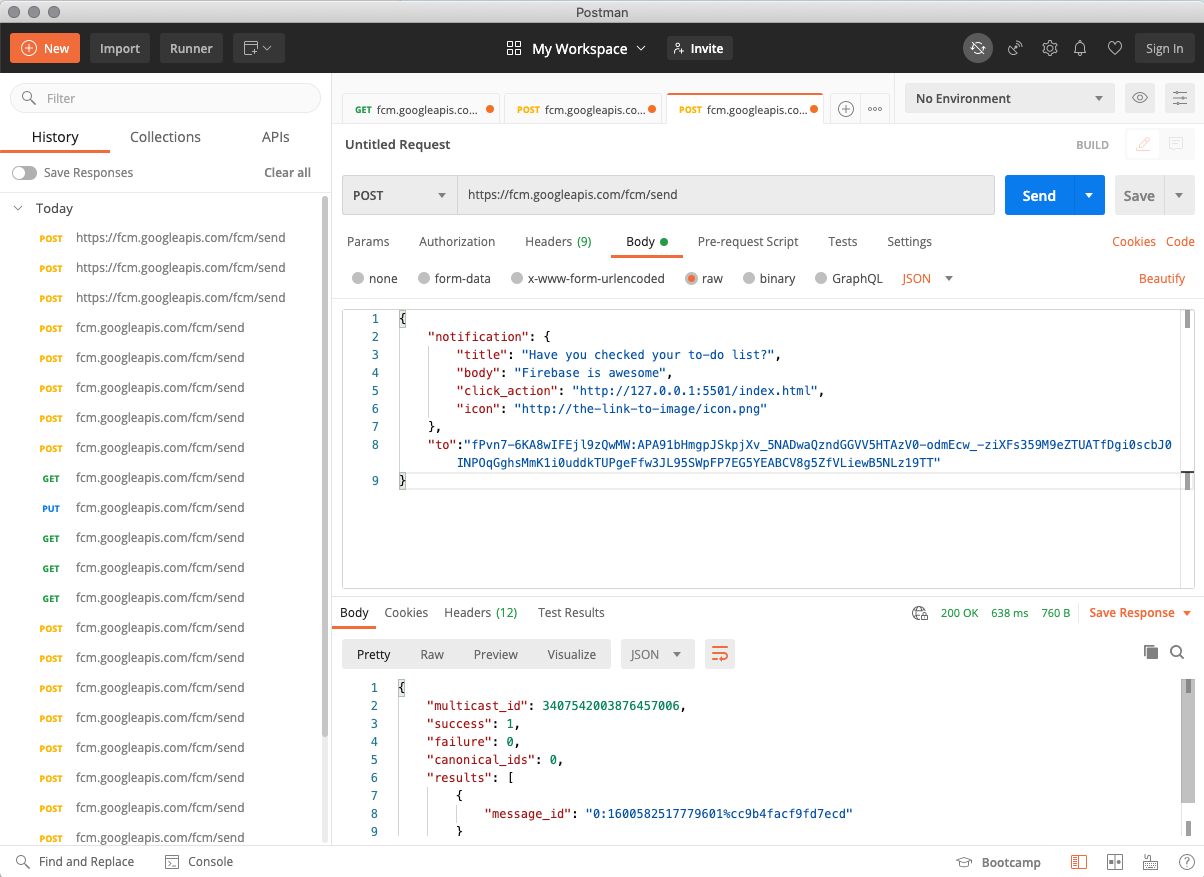 Postman
New Import Runner My Workspace Invite Sign In
Filter
History Collections APIs
Save Responses Clear all
Today
POST https://fcm.googleapis.com/fcm/send
POST https://fcm.googleapis.com/fcm/send
POST https://fcm.googleapis.com/fcm/send
POST fcm.googleapis.com/fcm/send
POST fcm.googleapis.com/fcm/send
POST fcm.googleapis.com/fcm/send
POST fcm.googleapis.com/fcm/send
POST fcm.googleapis.com/fcm/send
GET fcm.googleapis.com/fcm/send
PUT fcm.googleapis.com/fcm/send
GET fcm.googleapis.com/fcm/send
GET fcm.googleapis.com/fcm/send
GET fcm.googleapis.com/fcm/send
POST fcm.googleapis.com/fcm/send
POST fcm.googleapis.com/fcm/send
POST fcm.googleapis.com/fcm/send
POST fcm.googleapis.com/fcm/send
POST fcm.googleapis.com/fcm/send
POST fcm.googleapis.com/fcm/send
POST fcm.googleapis.com/fcm/send
POST fcm.googleapis.com/fcm/send
GET fcm.googleapis.co... POST fcm.googleapis.co... POST fcm.googleapis.co... No Environment
Untitled Request BUILD
POST https://fcm.googleapis.com/fcm/send Send Save
Params Authorization Headers (9) Body Pre-request Script Tests Settings Cookies Code
none form-data x-www-form-urlencoded raw binary GraphQL JSON Beautify
1 {
2 "notification": {
3 "title": "Have you checked your to-do list?",
4 "body": "Firebase is awesome",
5 "click_action": "http://127.0.0.1:5501/index.html",
6 "icon": "http://the-link-to-image/icon.png"
7 },
8 "to":"fPvn7-6KA8wIFEjl9zQwMW:APA91bHmgpJSkpjXv_5NADwaQzndGGVV5HTAzV0-odmEcw_-ziXFs359M9eZTUATfDgi0scbJ0
INPOqGghsMmK1i0uddkTUPgeFfw3JL95SWpFP7EG5YEABCV8g5ZfVLiewB5NLz19TT"
9 }
Body Cookies Headers (12) Test Results 200 OK 638 ms 760 B Save Response
Pretty Raw Preview Visualize JSON
1 {
2 "multicast_id": 3407542003876457006,
3 "success": 1,
4 "failure": 0,
5 "canonical_ids": 0,
6 "results": [
7 {
8 "message_id": "0:1600582517779601%cc9b4facf9fd7ecd"
9 }
Find and Replace Console Bootcamp